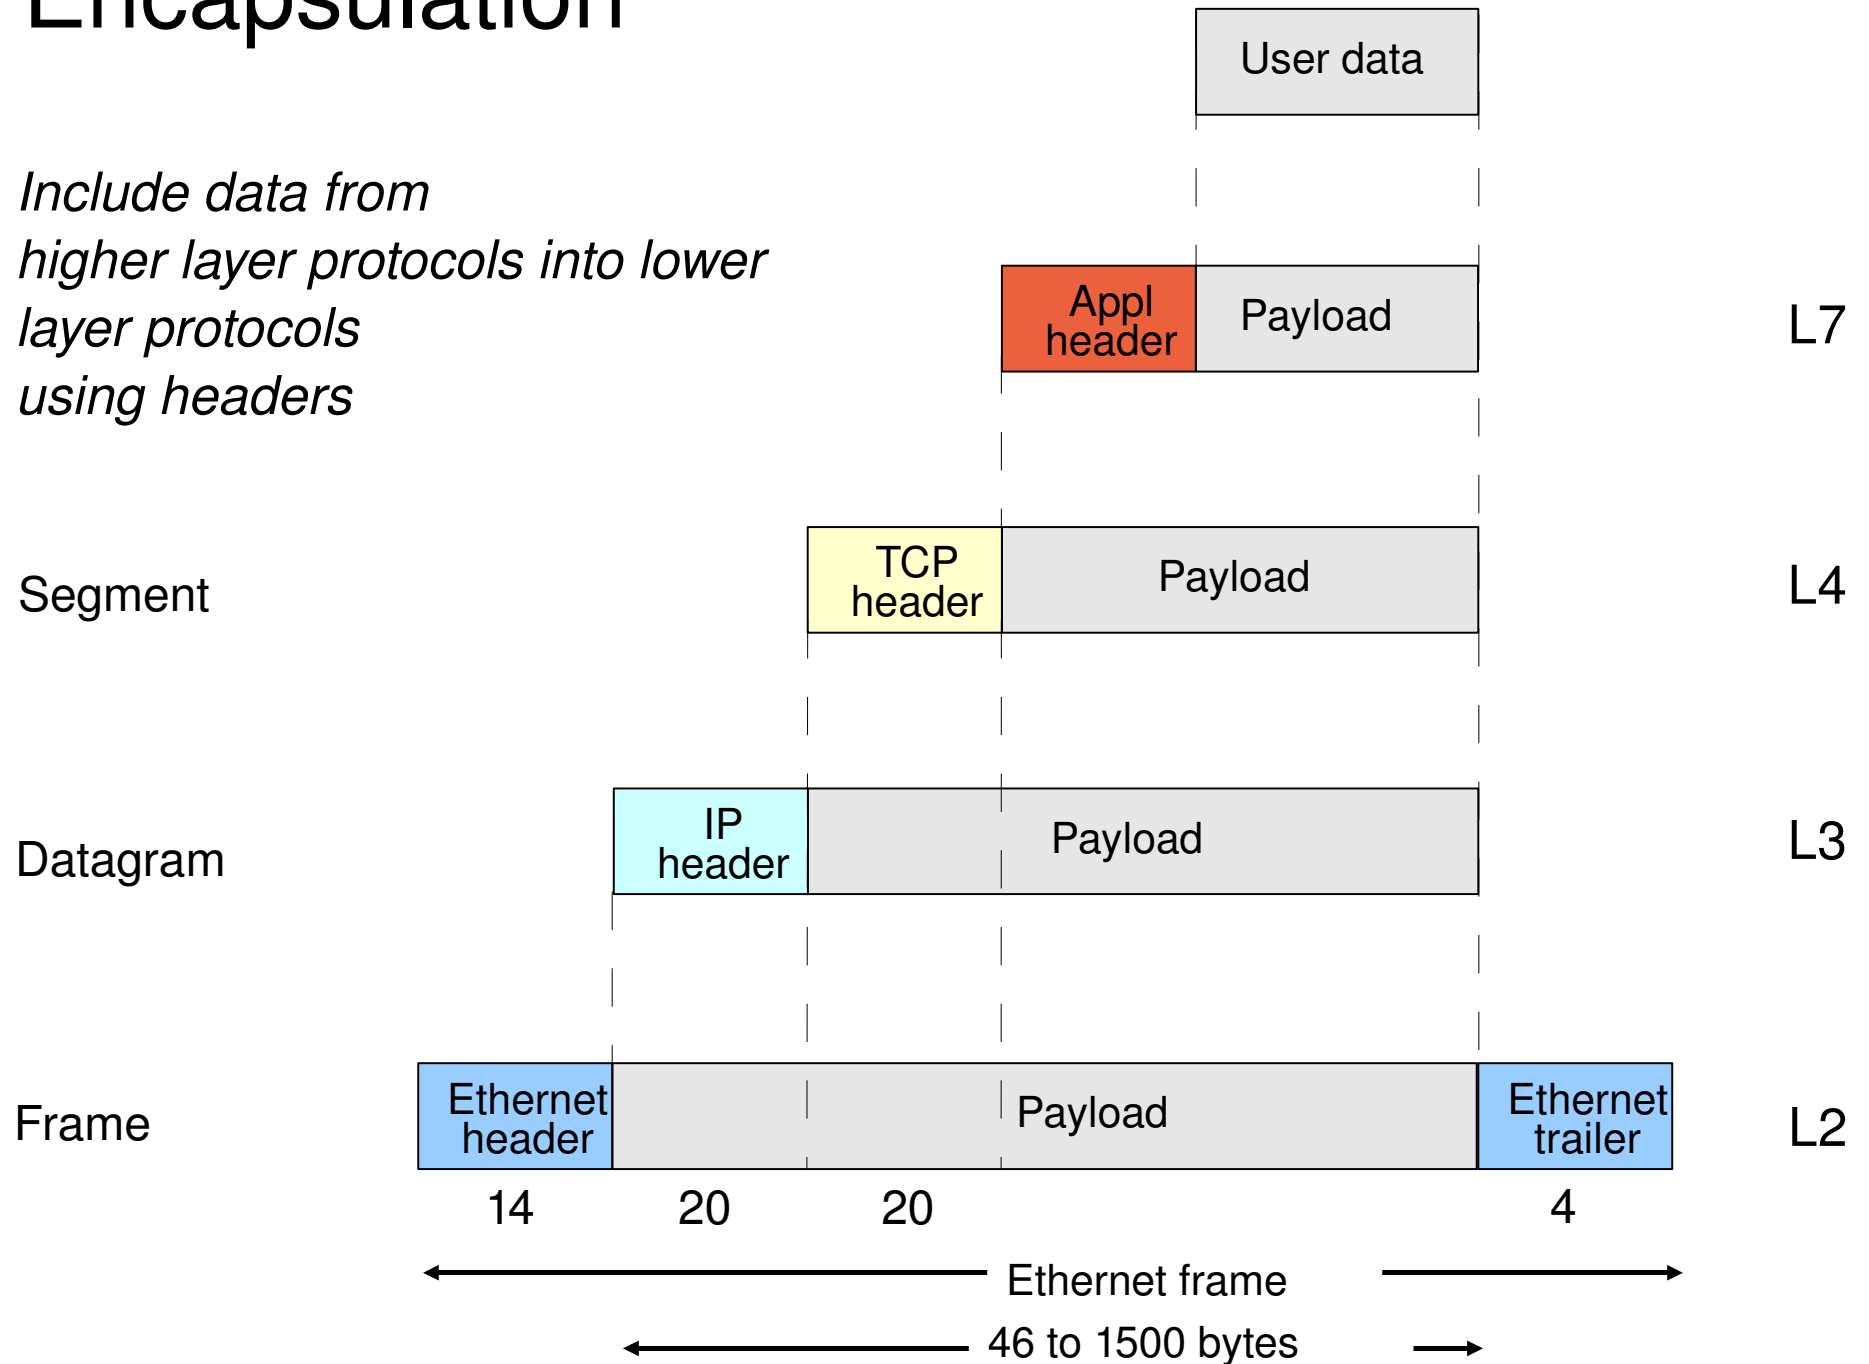 Encapsulation
User data
Include data from
higher layer protocols into lower
layer protocols
using headers
Appl
header
Payload
L7
Segment
TCP
header
Payload
L4
Datagram
IP
header
Payload
L3
Frame
Ethernet
header
Payload
Ethernet
trailer
L2
14 20 20 4
Ethernet frame
46 to 1500 bytes